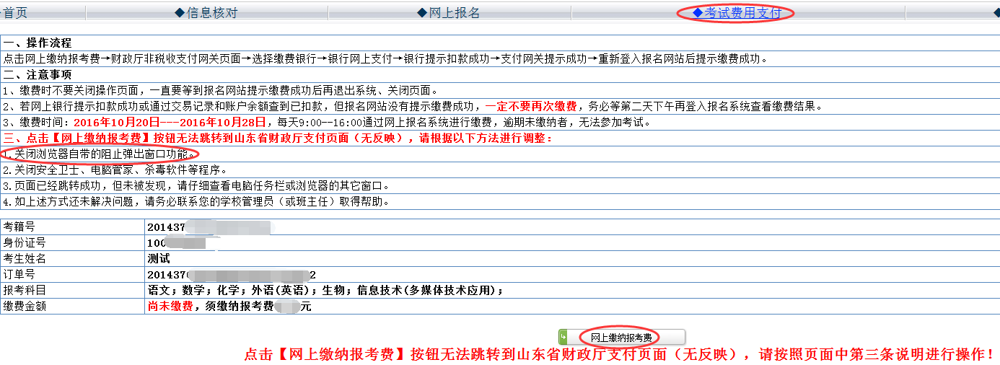 首页 ◆信息核对 ◆网上报名 ◆考试费用支付 ◆
一、操作流程
点击网上缴纳报考费→财政厅非税收支付网关页面→选择缴费银行→银行网上支付→银行提示扣款成功→支付网关提示成功→重新登入报名网站后提示缴费成功。
二、注意事项
1、缴费时不要关闭操作页面，一直要等到报名网站提示缴费成功后再退出系统、关闭页面。
2、若网上银行提示扣款成功或通过交易记录和账户余额查到已扣款，但报名网站没有提示缴费成功，一定不要再次缴费，务必等第二天下午再登入报名系统查看缴费结果。
3、缴费时间：2016年10月20日---2016年10月28日，每天9:00--16:00通过网上报名系统进行缴费，逾期未缴纳者，无法参加考试。
三、点击【网上缴纳报考费】按钮无法跳转到山东省财政厅支付页面（无反映），请根据以下方法进行调整：
1.关闭浏览器自带的阻止弹出窗口功能。
2.关闭安全卫士、电脑管家、杀毒软件等程序。
3.页面已经跳转成功，但未被发现，请仔细查看电脑任务栏或浏览器的其它窗口。
4.如上述方式还未解决问题，请务必联系您的学校管理员（或班主任）取得帮助。
考籍号 201437
身份证号 100
考生姓名 测试
订单号 201437 2
报考科目 语文；数学；化学；外语(英语)；生物；信息技术(多媒体技术应用)；
缴费金额 尚未缴费，须缴纳报考费 元
网上缴纳报考费
点击【网上缴纳报考费】按钮无法跳转到山东省财政厅支付页面（无反映），请按照页面中第三条说明进行操作！